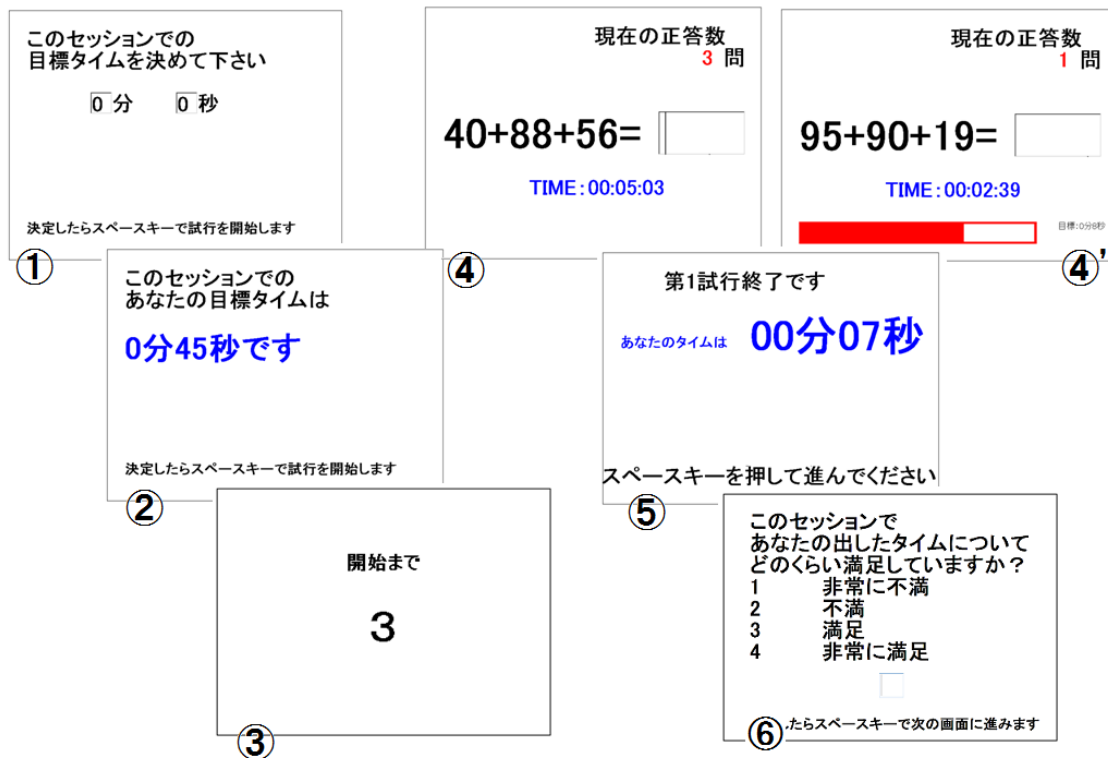 このセッションでの
目標タイムを決めて下さい
0 分 0 秒
決定したらスペースキーで試行を開始します
①
このセッションでの
あなたの目標タイムは
0分45秒です
決定したらスペースキーで試行を開始します
②
開始まで
3
③
現在の正答数
3 問
40+88+56=
TIME:00:05:03
④
現在の正答数
1 問
95+90+19=
TIME:00:02:39
目標:0分8秒
④'
第1試行終了です
あなたのタイムは 00分07秒
スペースキーを押して進んでください
⑤
このセッションで
あなたの出したタイムについて
どのくらい満足していますか?
1 非常に不満
2 不満
3 満足
4 非常に満足
したらスペースキーで次の画面に進みます
⑥